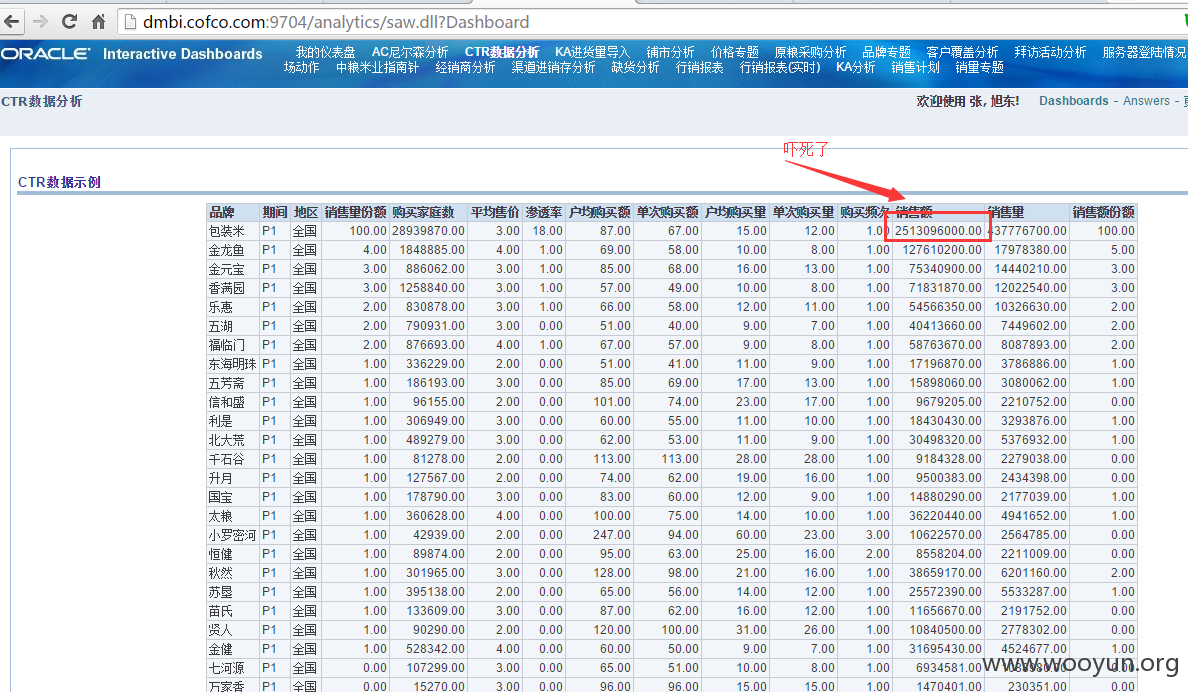 dmbi.cofco.com:9704/analytics/saw.dll?Dashboard
ORACLE Interactive Dashboards 我的仪表盘 AC尼尔森分析 CTR数据分析 KA进货量导入 铺市分析 价格专题 原粮采购分析 品牌专题 客户覆盖分析 拜访活动分析 服务器登陆情况
场动作 中粮米业指南针 经销商分析 渠道进销存分析 缺货分析 行销报表 行销报表(实时) KA分析 销售计划 销量专题
CTR数据分析 欢迎使用 张, 旭东! Dashboards - Answers -
吓死了
CTR数据示例
品牌 期间 地区 销售量份额 购买家庭数 平均售价 渗透率 户均购买额 单次购买额 户均购买量 单次购买量 购买频次 销售额 销售量 销售额份额
包装米 P1 全国 100.00 28939870.00 3.00 18.00 87.00 67.00 15.00 12.00 1.00 2513096000.00 437776700.00 100.00
金龙鱼 P1 全国 4.00 1848885.00 4.00 1.00 69.00 58.00 10.00 8.00 1.00 127610200.00 17978380.00 5.00
金元宝 P1 全国 3.00 886062.00 3.00 1.00 85.00 68.00 16.00 13.00 1.00 75340900.00 14440210.00 3.00
香满园 P1 全国 3.00 1258840.00 3.00 1.00 57.00 49.00 10.00 8.00 1.00 71831870.00 12022540.00 3.00
乐惠 P1 全国 2.00 830878.00 3.00 1.00 66.00 58.00 12.00 11.00 1.00 54566350.00 10326630.00 2.00
五湖 P1 全国 2.00 790931.00 3.00 0.00 51.00 40.00 9.00 7.00 1.00 40413660.00 7449602.00 2.00
福临门 P1 全国 2.00 876693.00 4.00 1.00 67.00 57.00 9.00 8.00 1.00 58763670.00 8087893.00 2.00
东海明珠 P1 全国 1.00 336229.00 2.00 0.00 51.00 41.00 11.00 9.00 1.00 17196870.00 3786886.00 1.00
五芳斋 P1 全国 1.00 186193.00 3.00 0.00 85.00 69.00 17.00 13.00 1.00 15898060.00 3080062.00 1.00
信和盛 P1 全国 1.00 96155.00 2.00 0.00 101.00 74.00 23.00 17.00 1.00 9679205.00 2210752.00 0.00
利是 P1 全国 1.00 306949.00 3.00 0.00 60.00 55.00 11.00 10.00 1.00 18430430.00 3293876.00 1.00
北大荒 P1 全国 1.00 489279.00 3.00 0.00 62.00 53.00 11.00 9.00 1.00 30498320.00 5376932.00 1.00
千石谷 P1 全国 1.00 81278.00 2.00 0.00 113.00 113.00 28.00 28.00 1.00 9184328.00 2279038.00 0.00
升月 P1 全国 1.00 127567.00 2.00 0.00 74.00 62.00 19.00 16.00 1.00 9500383.00 2434398.00 0.00
国宝 P1 全国 1.00 178790.00 3.00 0.00 83.00 60.00 12.00 9.00 1.00 14880290.00 2177039.00 1.00
太粮 P1 全国 1.00 360628.00 4.00 0.00 100.00 75.00 14.00 10.00 1.00 36220440.00 4941652.00 1.00
小罗密河 P1 全国 1.00 42939.00 2.00 0.00 247.00 94.00 60.00 23.00 3.00 10622570.00 2564785.00 0.00
恒健 P1 全国 1.00 89874.00 2.00 0.00 95.00 63.00 25.00 16.00 2.00 8558204.00 2211009.00 0.00
秋然 P1 全国 1.00 301965.00 3.00 0.00 128.00 98.00 21.00 16.00 1.00 38659170.00 6201160.00 2.00
苏垦 P1 全国 1.00 395138.00 2.00 0.00 65.00 56.00 14.00 12.00 1.00 25572390.00 5533287.00 1.00
苗氏 P1 全国 1.00 133609.00 3.00 0.00 87.00 62.00 16.00 12.00 1.00 11656670.00 2191752.00 0.00
贤人 P1 全国 1.00 90290.00 2.00 0.00 120.00 100.00 31.00 26.00 1.00 10840500.00 2778302.00 0.00
金健 P1 全国 1.00 528342.00 4.00 0.00 60.00 50.00 9.00 7.00 1.00 31695430.00 4524677.00 1.00
七河源 P1 全国 0.00 107299.00 3.00 0.00 65.00 51.00 10.00 8.00 1.00 6934581.00 0.00
www.wooyun.org
万家香 P1 全国 0.00 15270.00 3.00 0.00 96.00 96.00 15.00 15.00 1.00 1470401.00 230351.00 0.00